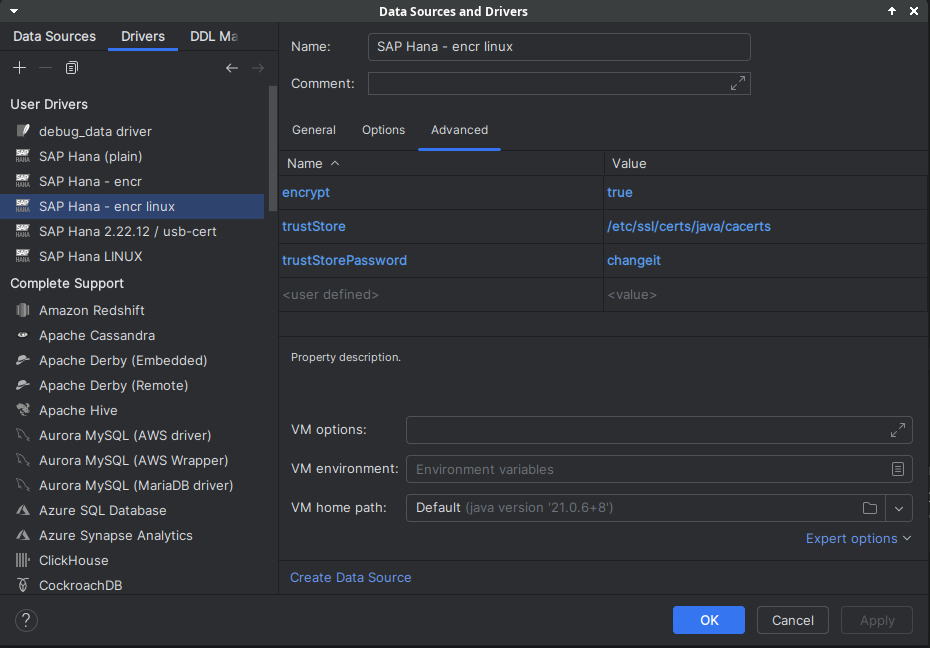 Data Sources and Drivers
Data Sources Drivers DDL Ma
User Drivers
debug_data driver
SAP Hana (plain)
SAP Hana - encr
SAP Hana - encr linux
SAP Hana 2.22.12 / usb-cert
SAP Hana LINUX
Complete Support
Amazon Redshift
Apache Cassandra
Apache Derby (Embedded)
Apache Derby (Remote)
Apache Hive
Aurora MySQL (AWS driver)
Aurora MySQL (AWS Wrapper)
Aurora MySQL (MariaDB driver)
Azure SQL Database
Azure Synapse Analytics
ClickHouse
CockroachDB
Name: SAP Hana - encr linux
Comment:
General Options Advanced
Name Value
encrypt true
trustStore /etc/ssl/certs/java/cacerts
trustStorePassword changeit
<user defined> <value>
Property description.
VM options:
VM environment: Environment variables
VM home path: Default (java version '21.0.6+8')
Expert options
Create Data Source
? OK Cancel Apply